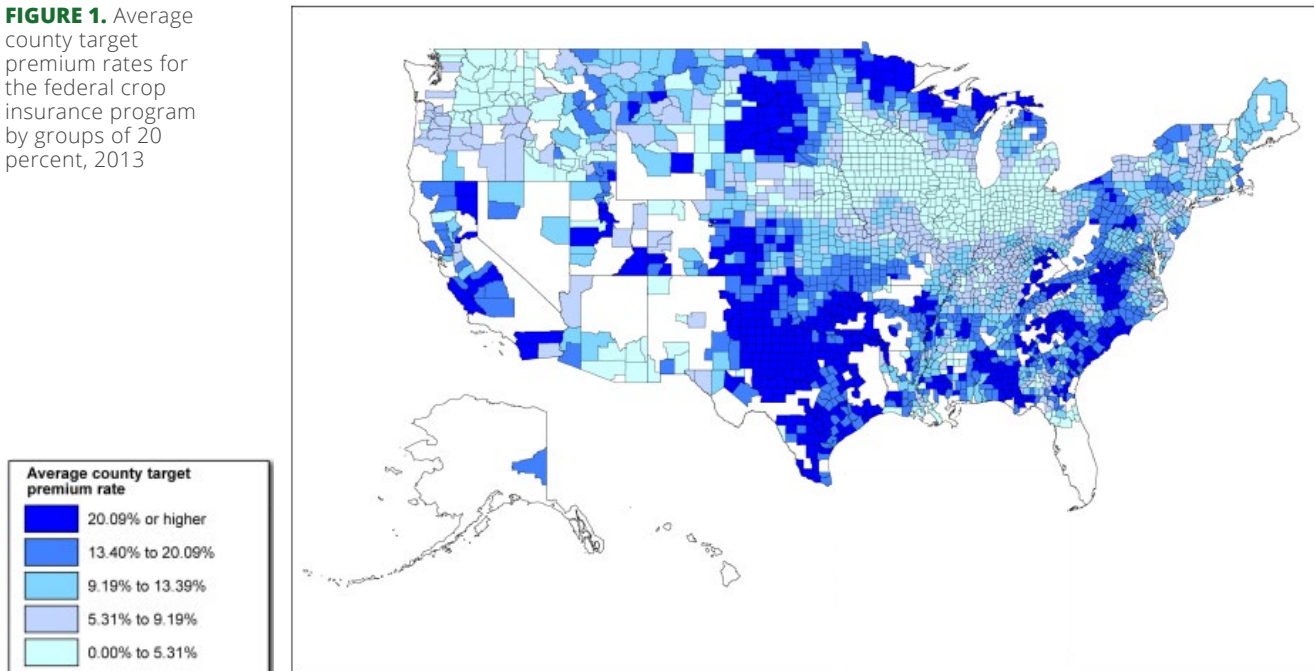 FIGURE 1. Average
county target
premium rates for
the federal crop
insurance program
by groups of 20
percent, 2013
Average county target
premium rate
20.09% or higher
13.40% to 20.09%
9.19% to 13.39%
5.31% to 9.19%
0.00% to 5.31%